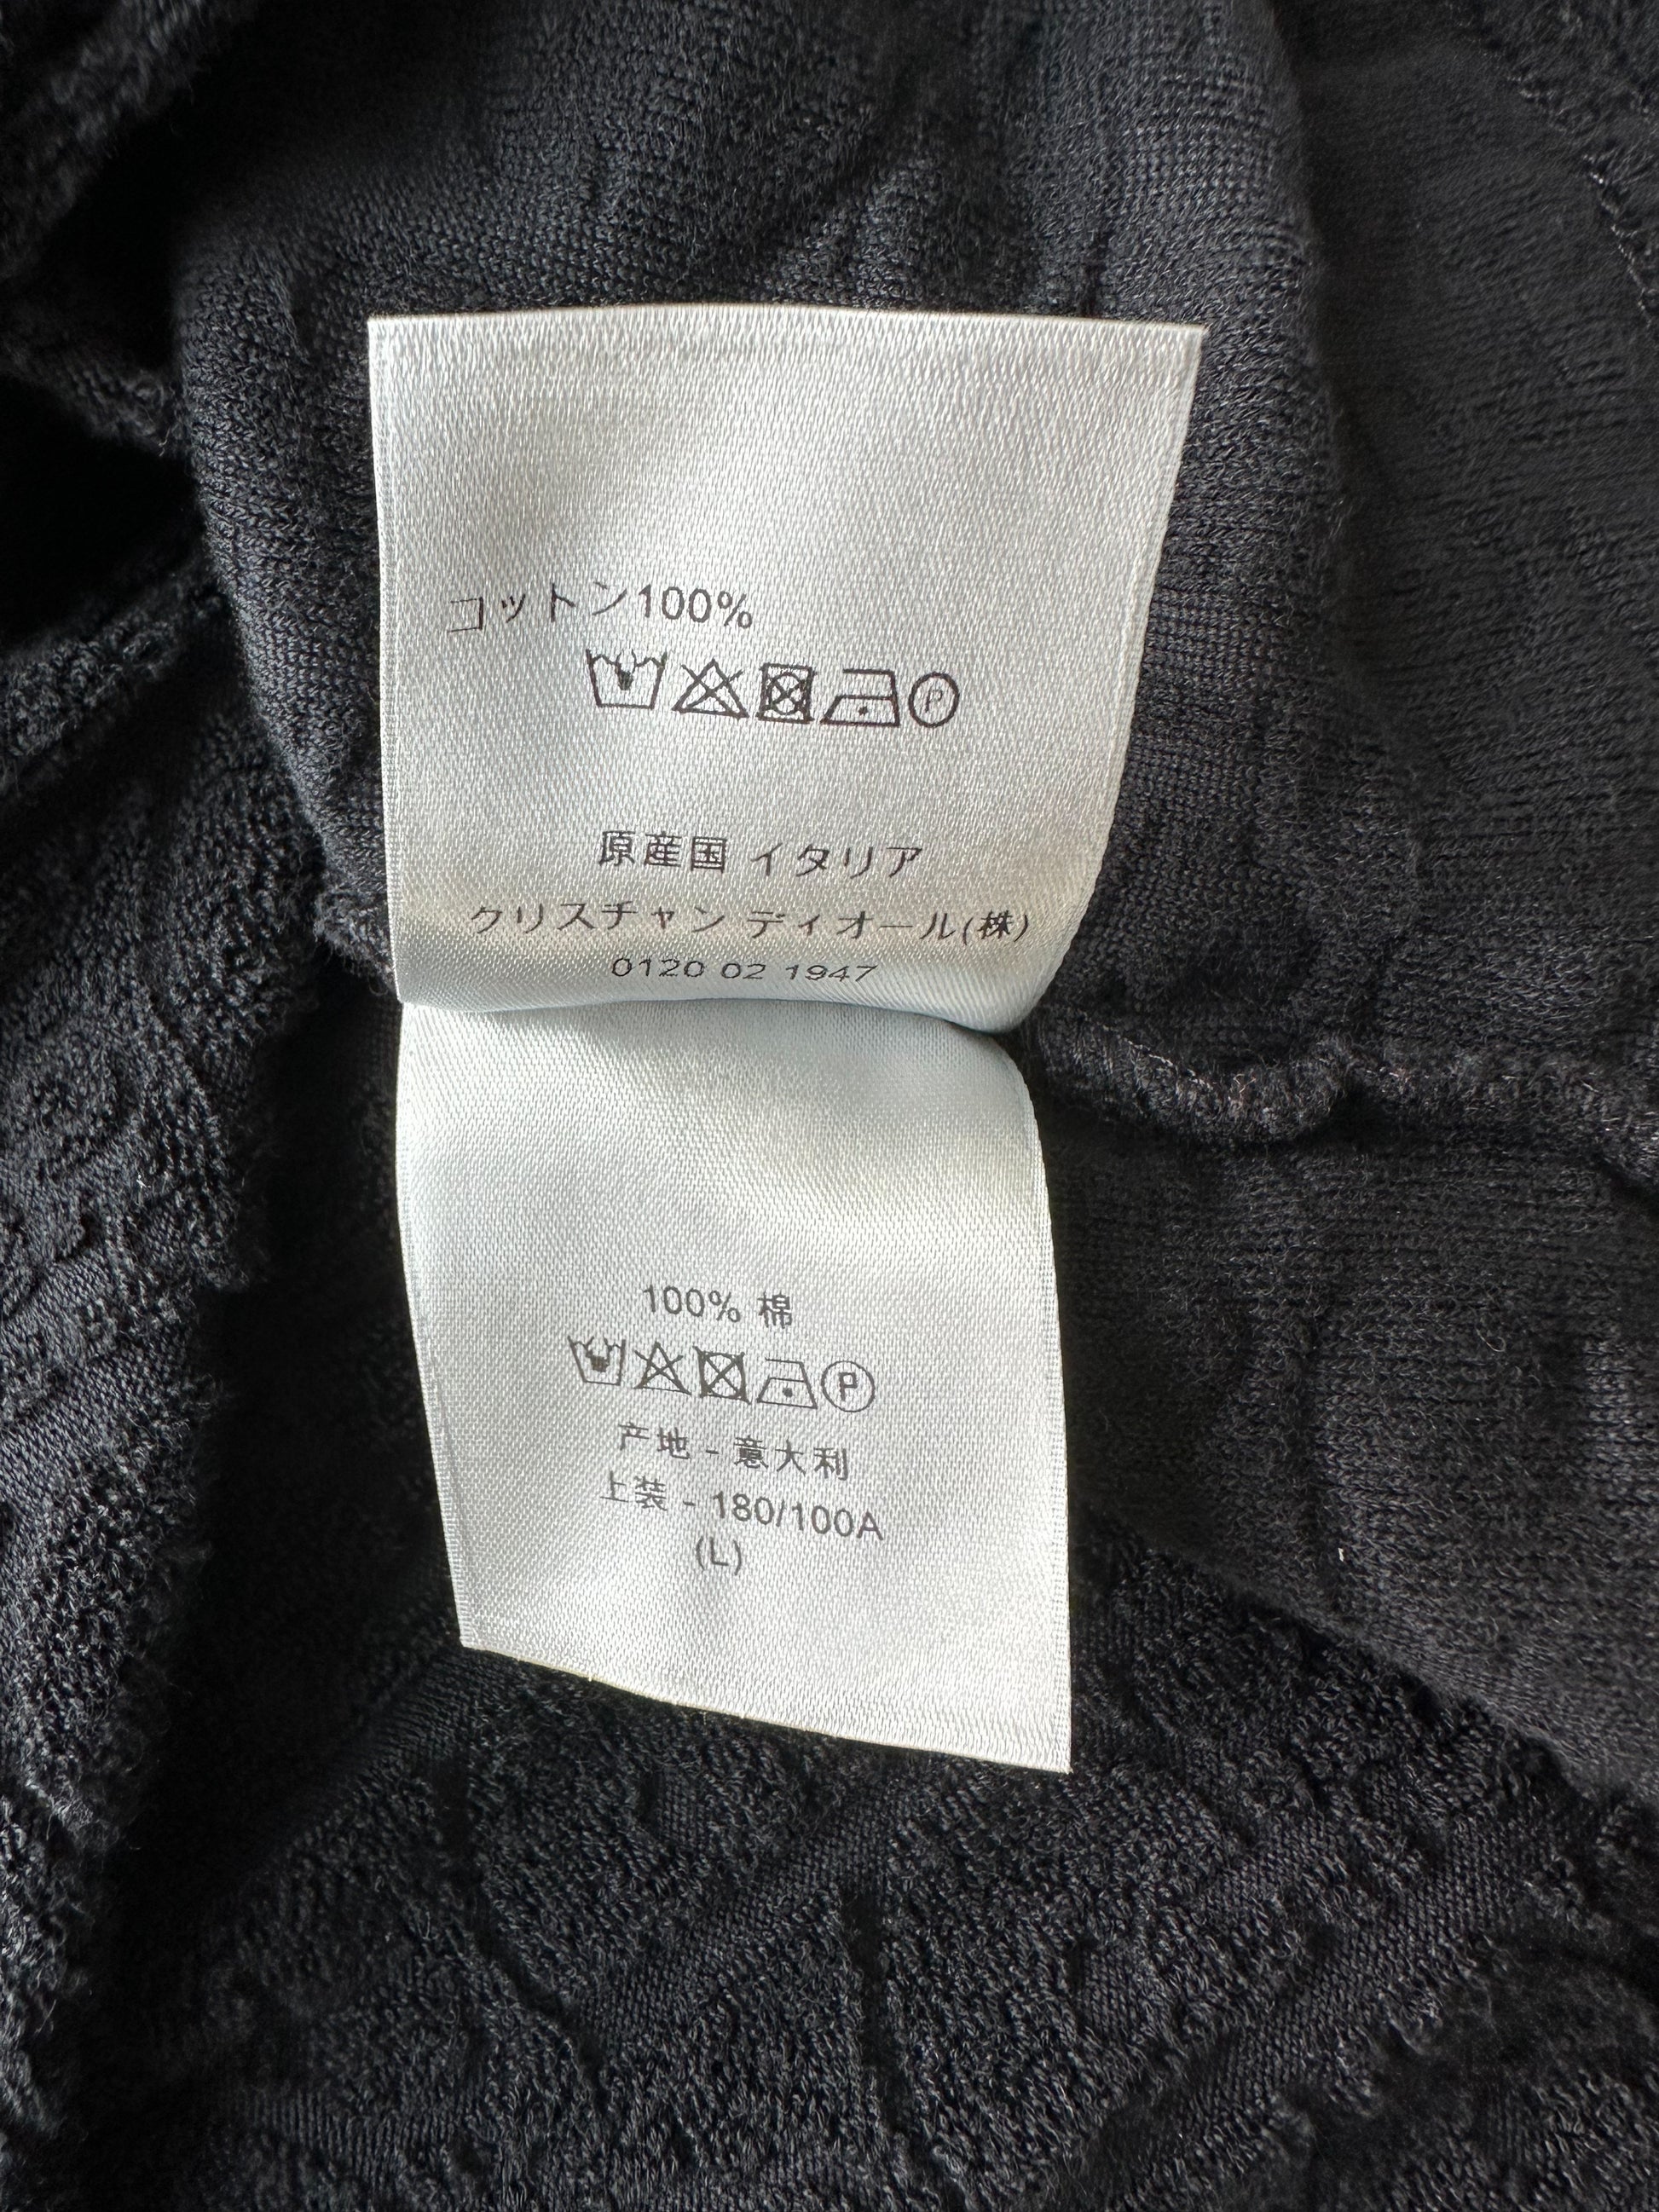 コットン100%
P
原産国 イタリア
クリスチャン ディオール(株)
0120 02 1947
100% 棉
P
产地 - 意大利
上装 - 180/100A
(L)